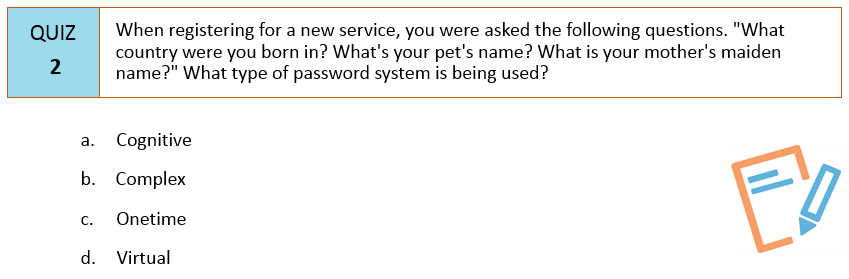 QUIZ
2
When registering for a new service, you were asked the following questions. "What
country were you born in? What's your pet's name? What is your mother's maiden
name?" What type of password system is being used?
a. Cognitive
b. Complex
c. Onetime
d. Virtual